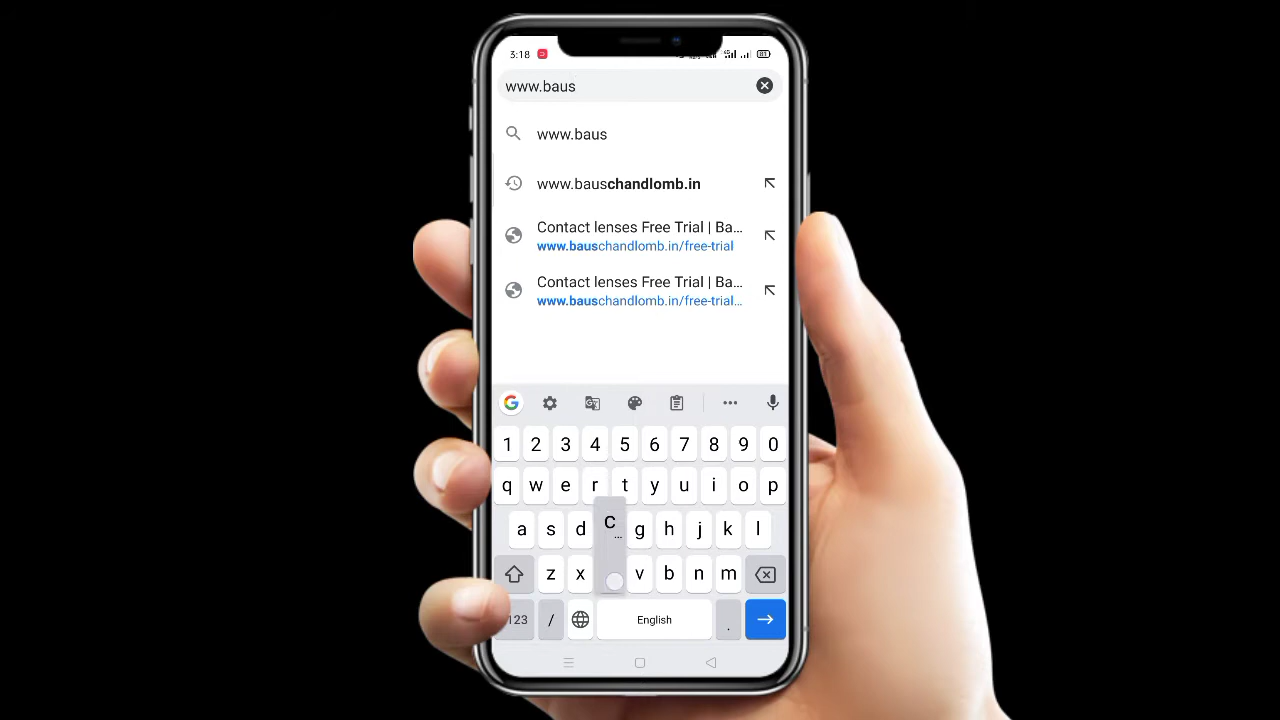 3:18
www.baus
www.baus
www.bauschandlomb.in
Contact lenses Free Trial | Ba...
www.bauschandlomb.in/free-trial
Contact lenses Free Trial | Ba...
www.bauschandlomb.in/free-trial...
1 2 3 4 5 6 7 8 9 0
q w e r t y u i o p
a s d c ... g h j k l
z x v b n m
123 / English .